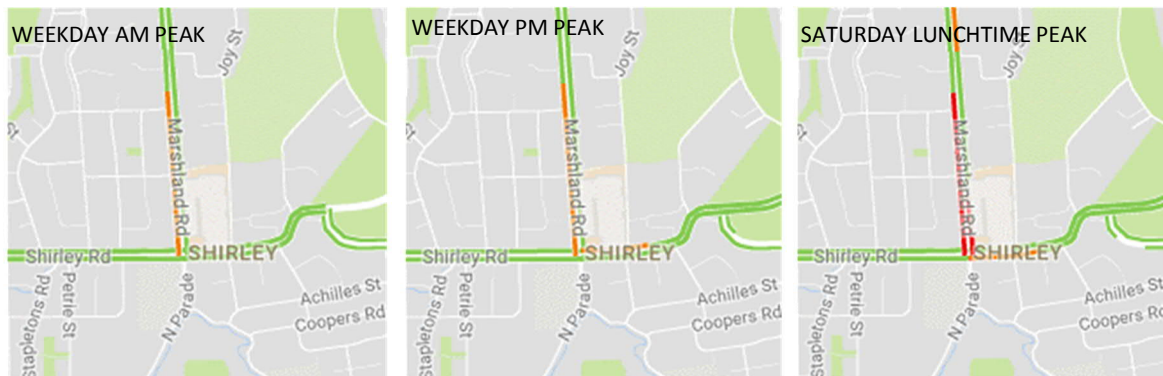 WEEKDAY AM PEAK
Joy St
St
Marshland Rd
Shirley Rd
SHIRLEY
Stapletons Rd
Petrie St
N Parade
Achilles St
Coopers Rd
WEEKDAY PM PEAK
Joy St
St
Marshland Rd
Shirley Rd
SHIRLEY
Stapletons Rd
Petrie St
N Parade
Achilles St
Coopers Rd
SATURDAY LUNCHTIME PEAK
Joy St
St
Marshland Rd
Shirley Rd
SHIRLEY
Stapletons Rd
Petrie St
N Parade
Achilles St
Coopers Rd